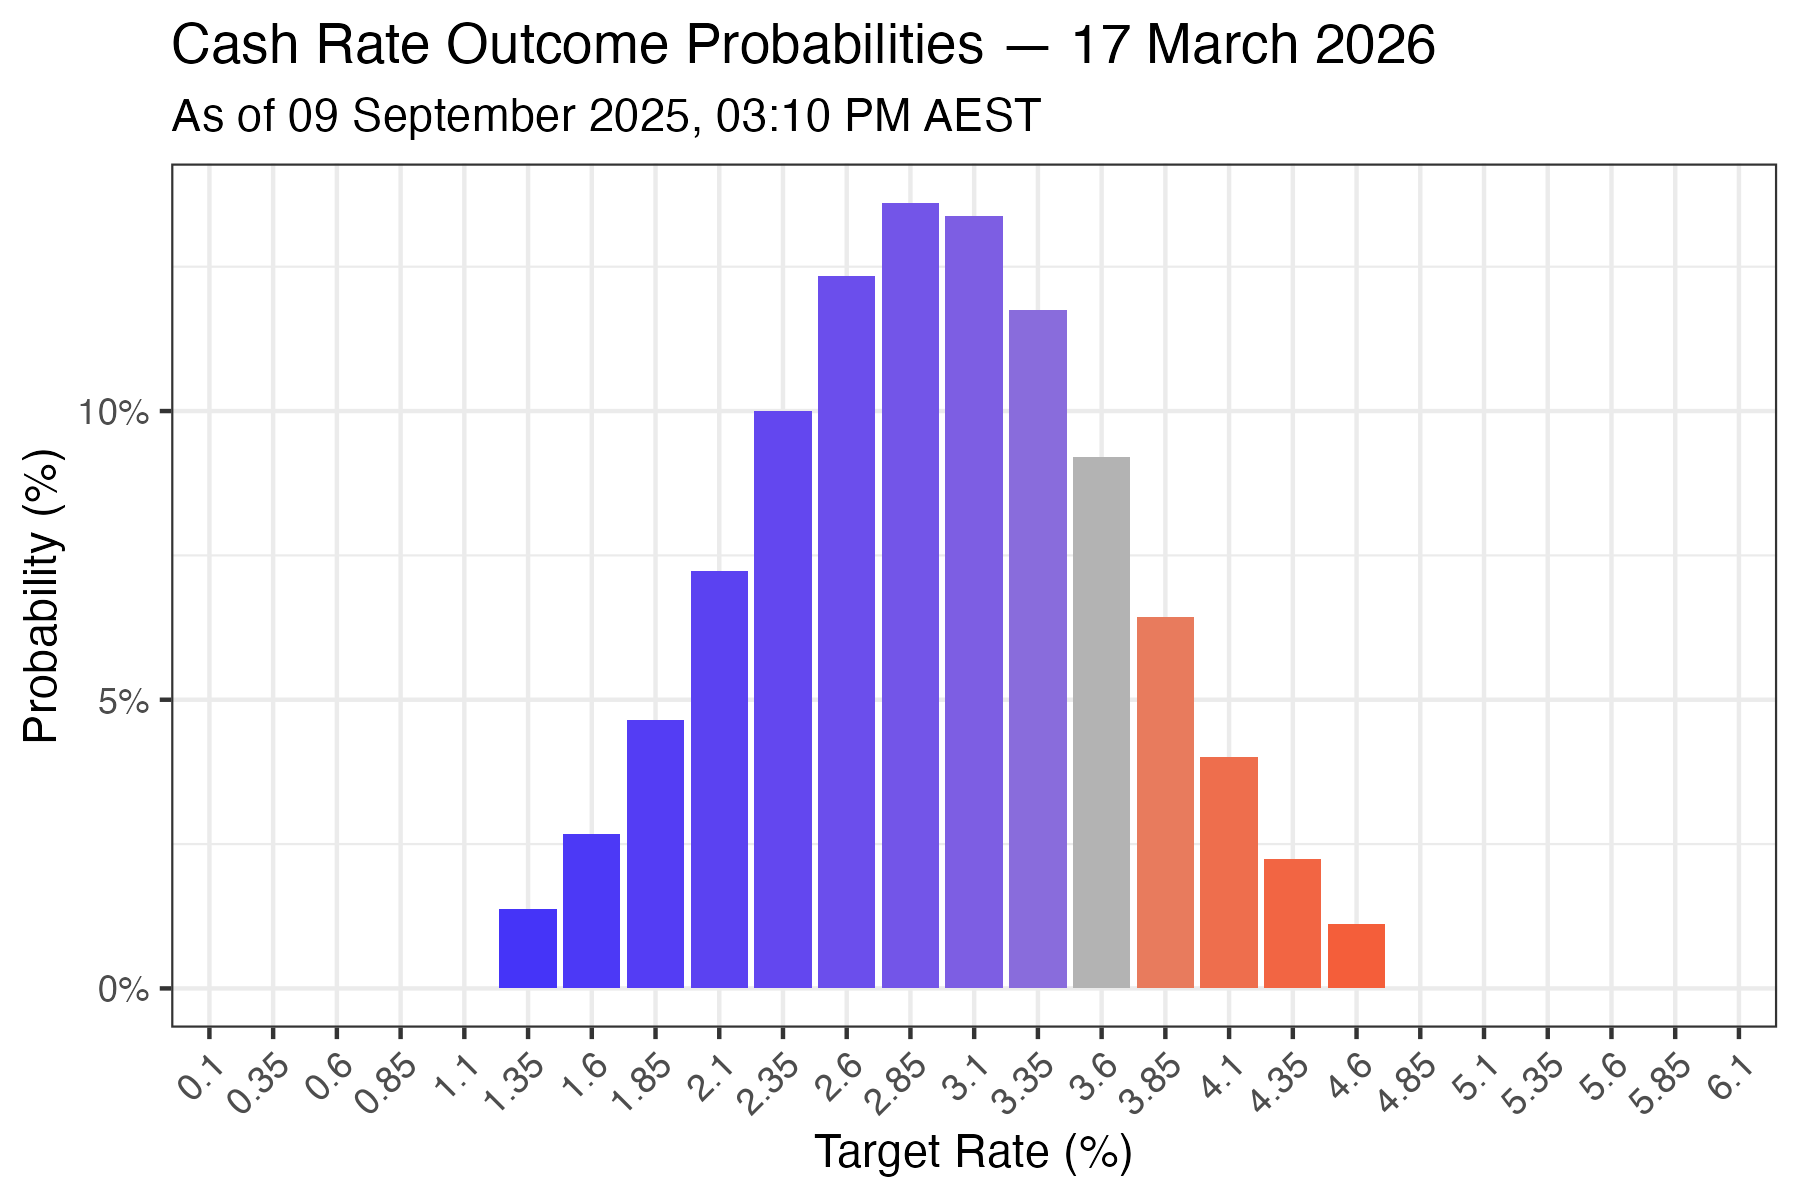 Cash Rate Outcome Probabilities — 17 March 2026
As of 09 September 2025, 03:10 PM AEST
Probability (%)
10%
5%
0%
0.1 0.35 0.6 0.85 1.1 1.35 1.6 1.85 2.1 2.35 2.6 2.85 3.1 3.35 3.6 3.85 4.1 4.35 4.6 4.85 5.1 5.35 5.6 5.85 6.1
Target Rate (%)